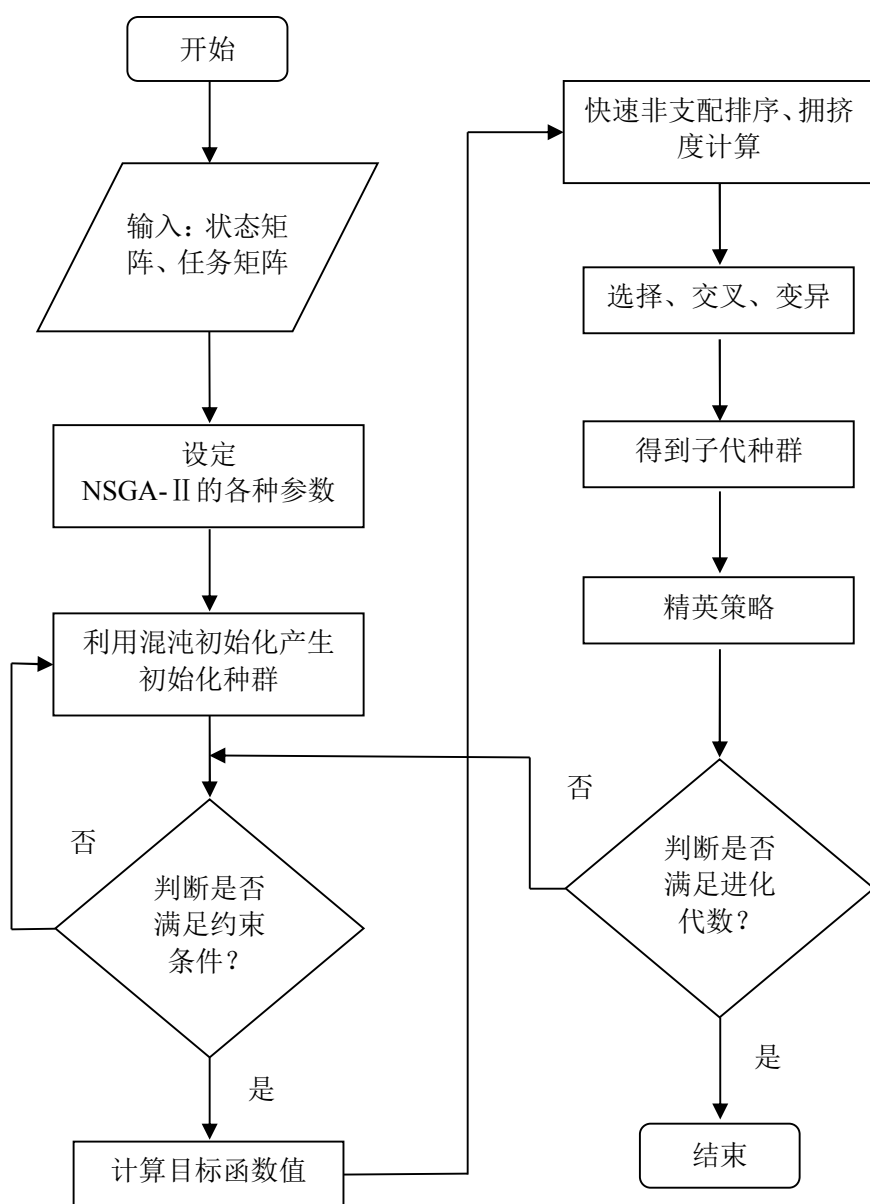 开始
输入：状态矩
阵、任务矩阵
设定
NSGA-Ⅱ的各种参数
利用混沌初始化产生
初始化种群
否
判断是否
满足约束
条件？
是
计算目标函数值
快速非支配排序、拥挤
度计算
选择、交叉、变异
得到子代种群
精英策略
否
判断是否
满足进化
代数？
是
结束